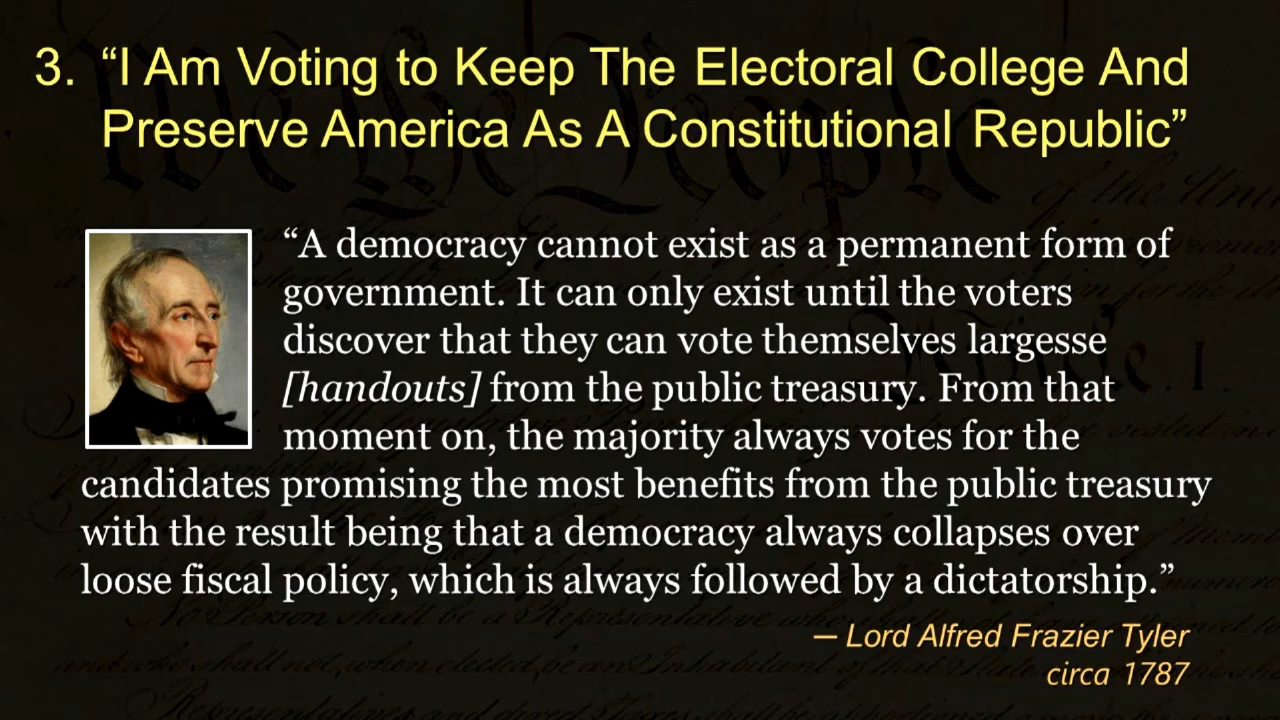 3. “I Am Voting to Keep The Electoral College And
Preserve America As A Constitutional Republic”
“A democracy cannot exist as a permanent form of
government. It can only exist until the voters
discover that they can vote themselves largesse
[handouts] from the public treasury. From that
moment on, the majority always votes for the
candidates promising the most benefits from the public treasury
with the result being that a democracy always collapses over
loose fiscal policy, which is always followed by a dictatorship.”
— Lord Alfred Frazier Tyler
circa 1787